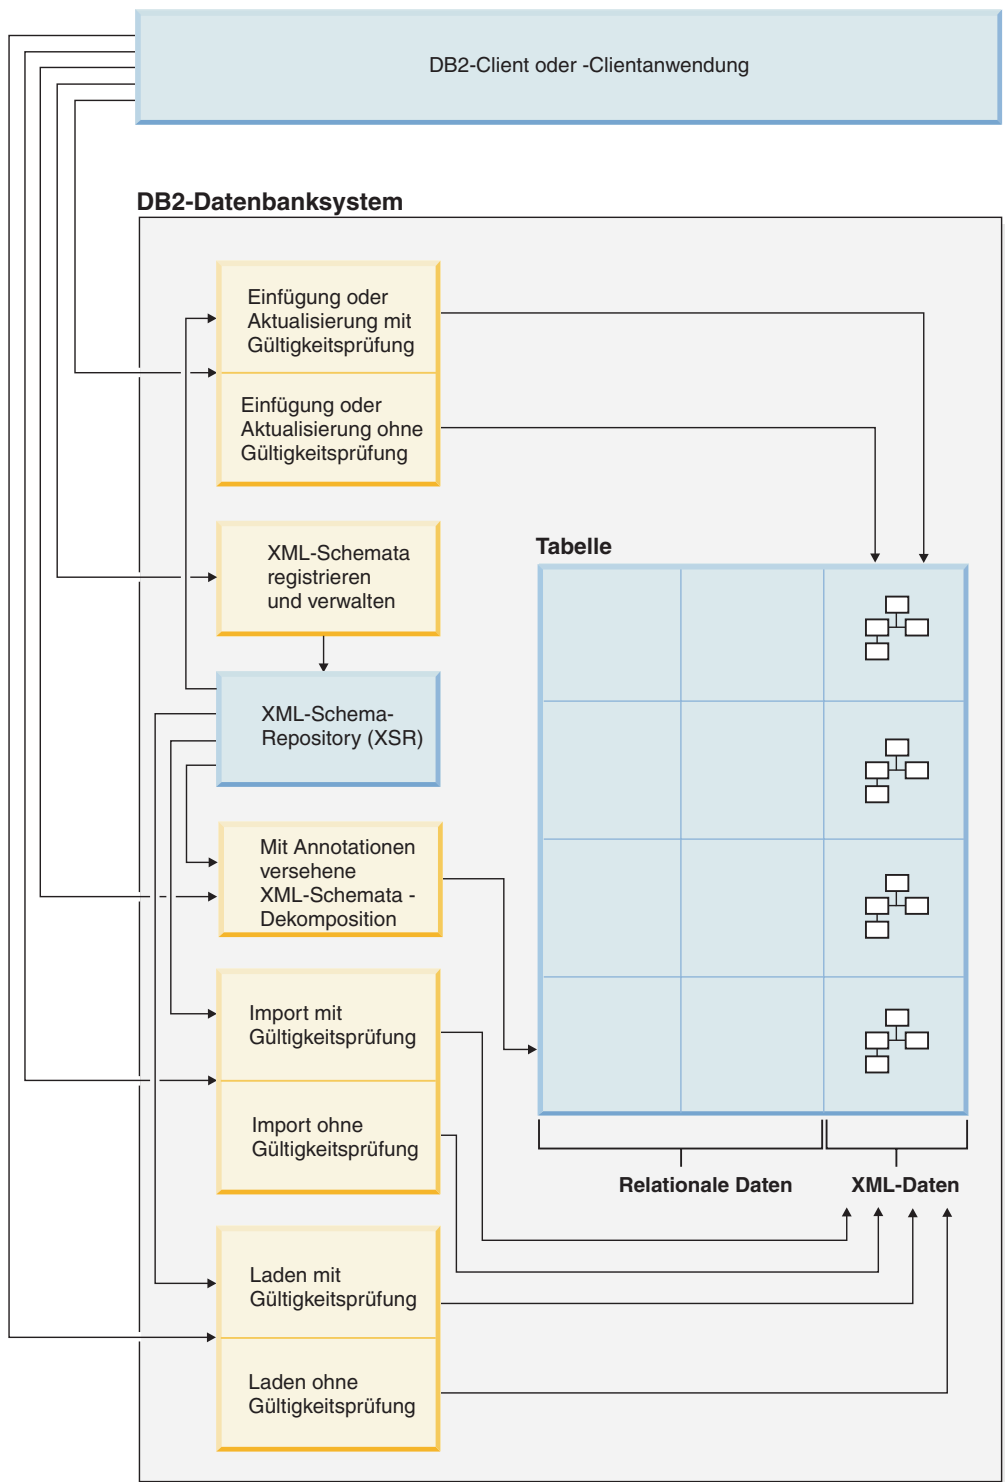 DB2-Client oder -Clientanwendung
DB2-Datenbanksystem
Einfügung oder
Aktualisierung mit
Gültigkeitsprüfung
Einfügung oder
Aktualisierung ohne
Gültigkeitsprüfung
XML-Schemata
registrieren
und verwalten
Tabelle
XML-Schema-
Repository (XSR)
Mit Annotationen
versehene
XML-Schemata -
Dekomposition
Import mit
Gültigkeitsprüfung
Import ohne
Gültigkeitsprüfung
Relationale Daten
XML-Daten
Laden mit
Gültigkeitsprüfung
Laden ohne
Gültigkeitsprüfung